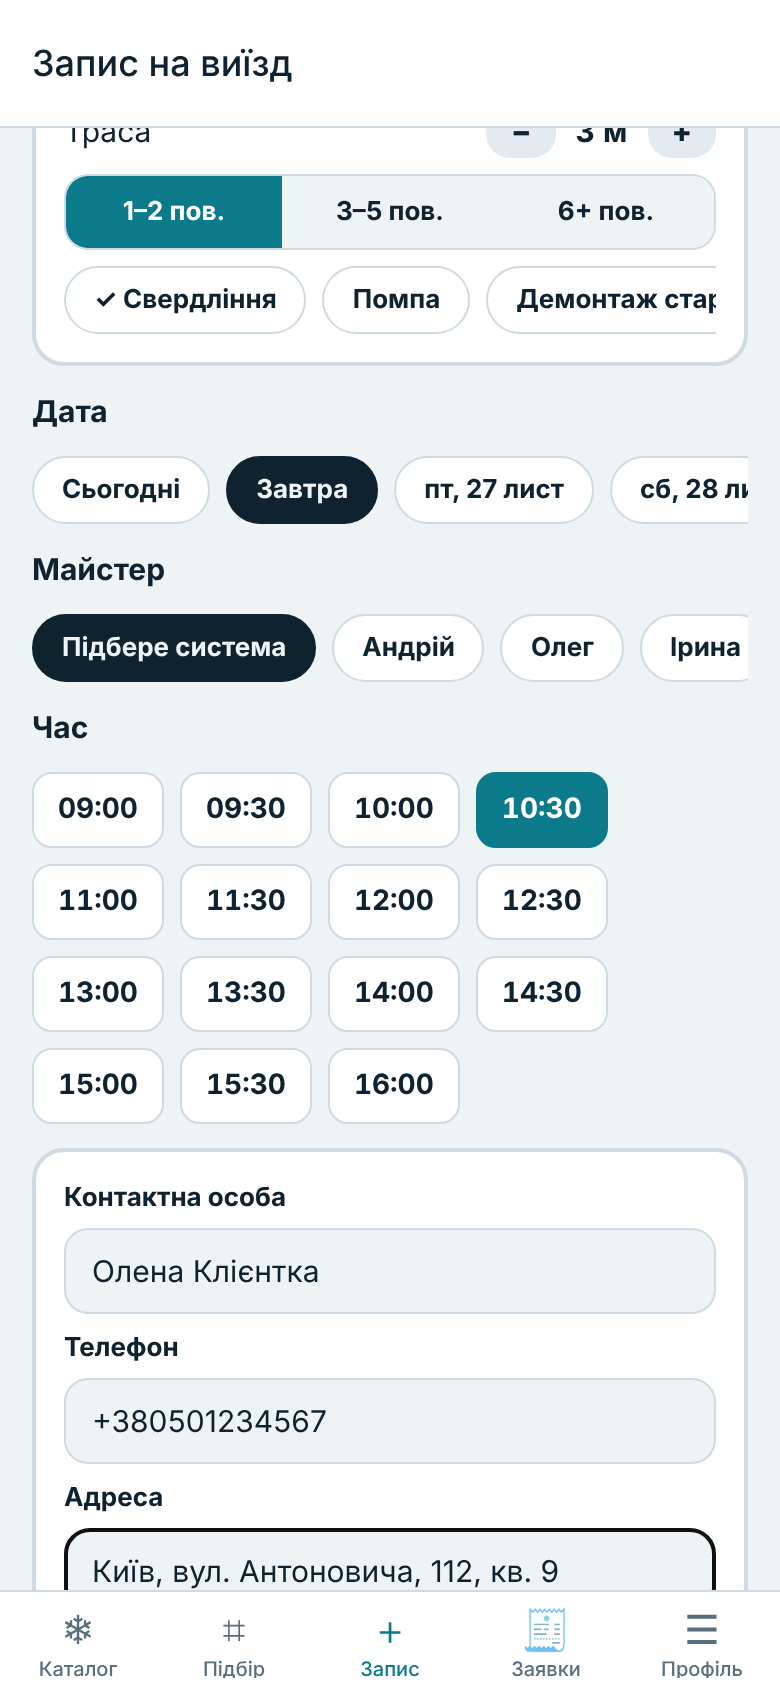 Запис на виїзд
Траса − 3 м +
1–2 пов. 3–5 пов. 6+ пов.
✓ Свердління Помпа Демонтаж стар
Дата
Сьогодні Завтра пт, 27 лист сб, 28 ли
Майстер
Підбере система Андрій Олег Ірина
Час
09:00 09:30 10:00 10:30
11:00 11:30 12:00 12:30
13:00 13:30 14:00 14:30
15:00 15:30 16:00
Контактна особа
Олена Клієнтка
Телефон
+380501234567
Адреса
Київ, вул. Антоновича, 112, кв. 9
Каталог Підбір Запис Заявки Профіль